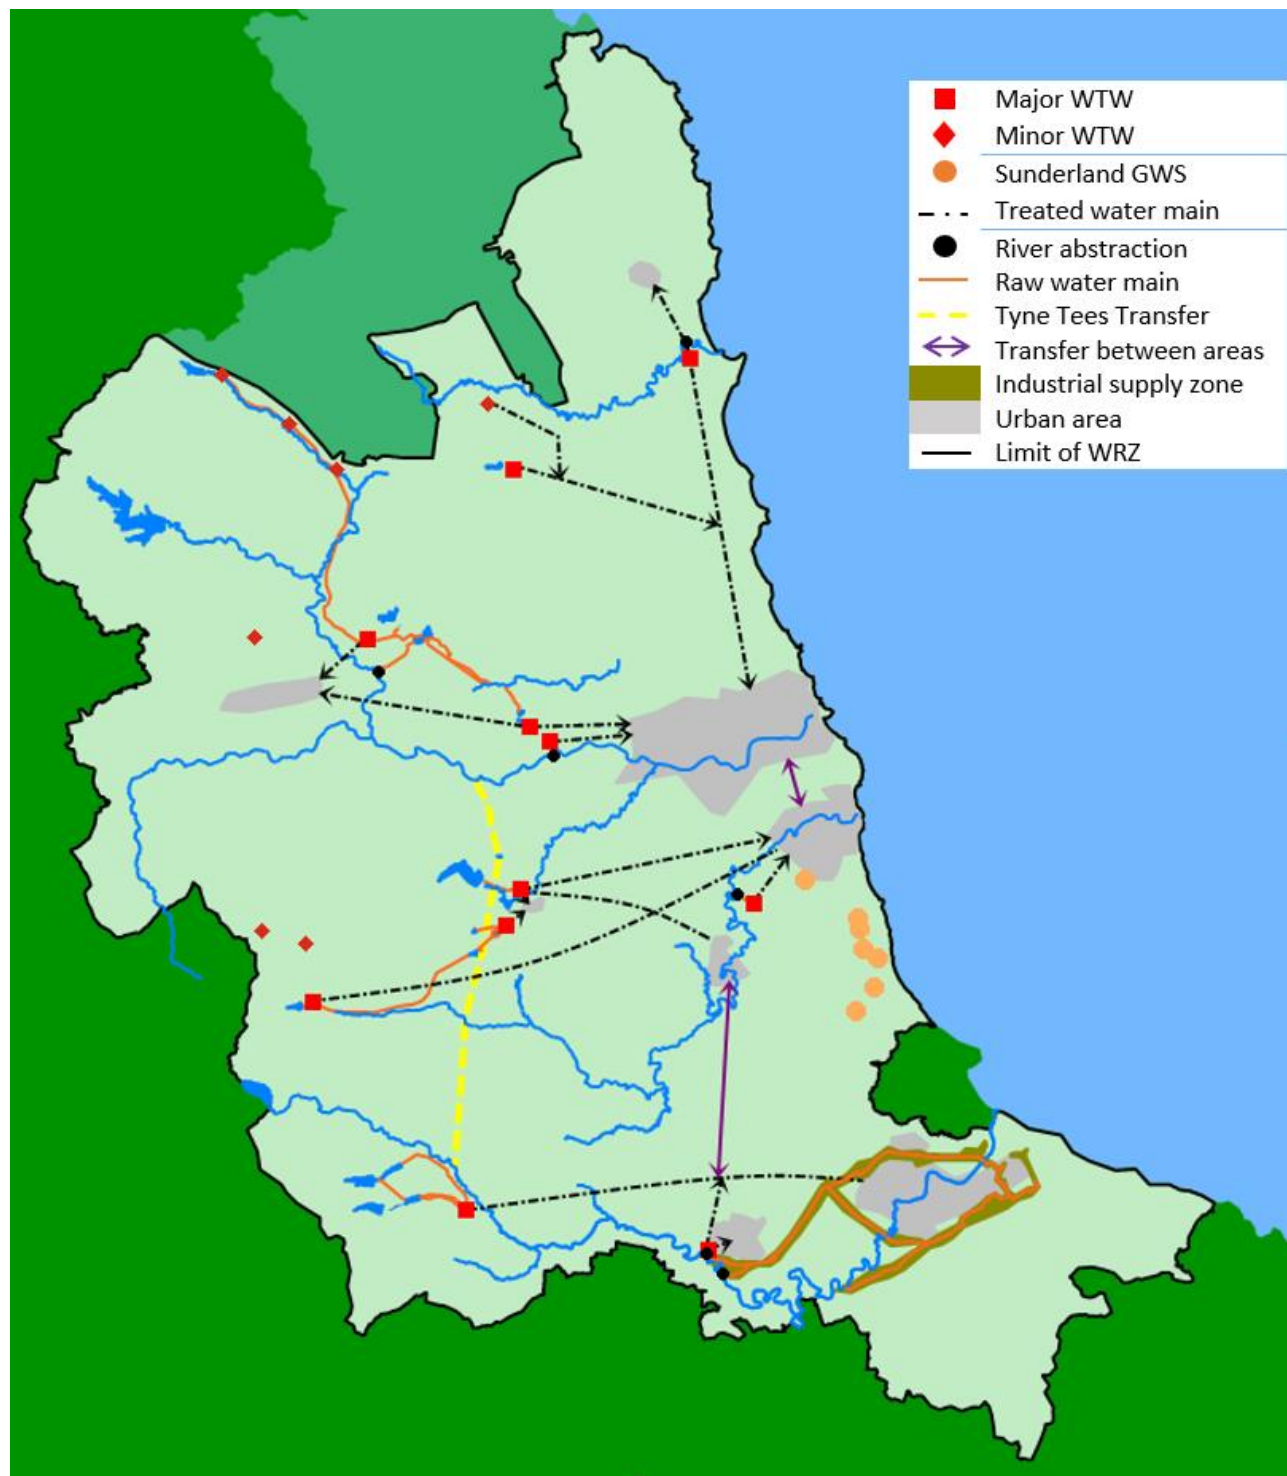 Major WTW
Minor WTW
Sunderland GWS
Treated water main
River abstraction
Raw water main
Tyne Tees Transfer
Transfer between areas
Industrial supply zone
Urban area
Limit of WRZ